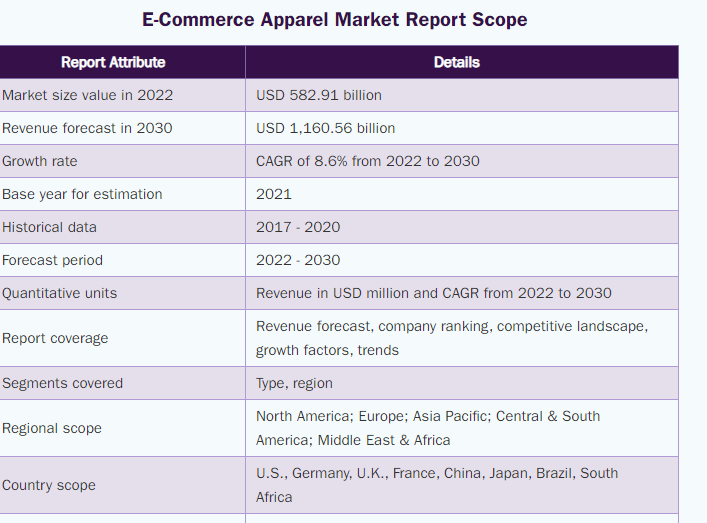 E-Commerce Apparel Market Report Scope
Report Attribute Details
Market size value in 2022 USD 582.91 billion
Revenue forecast in 2030 USD 1,160.56 billion
Growth rate CAGR of 8.6% from 2022 to 2030
Base year for estimation 2021
Historical data 2017 - 2020
Forecast period 2022 - 2030
Quantitative units Revenue in USD million and CAGR from 2022 to 2030
Report coverage Revenue forecast, company ranking, competitive landscape,
growth factors, trends
Segments covered Type, region
Regional scope North America; Europe; Asia Pacific; Central & South
America; Middle East & Africa
Country scope U.S., Germany, U.K., France, China, Japan, Brazil, South
Africa